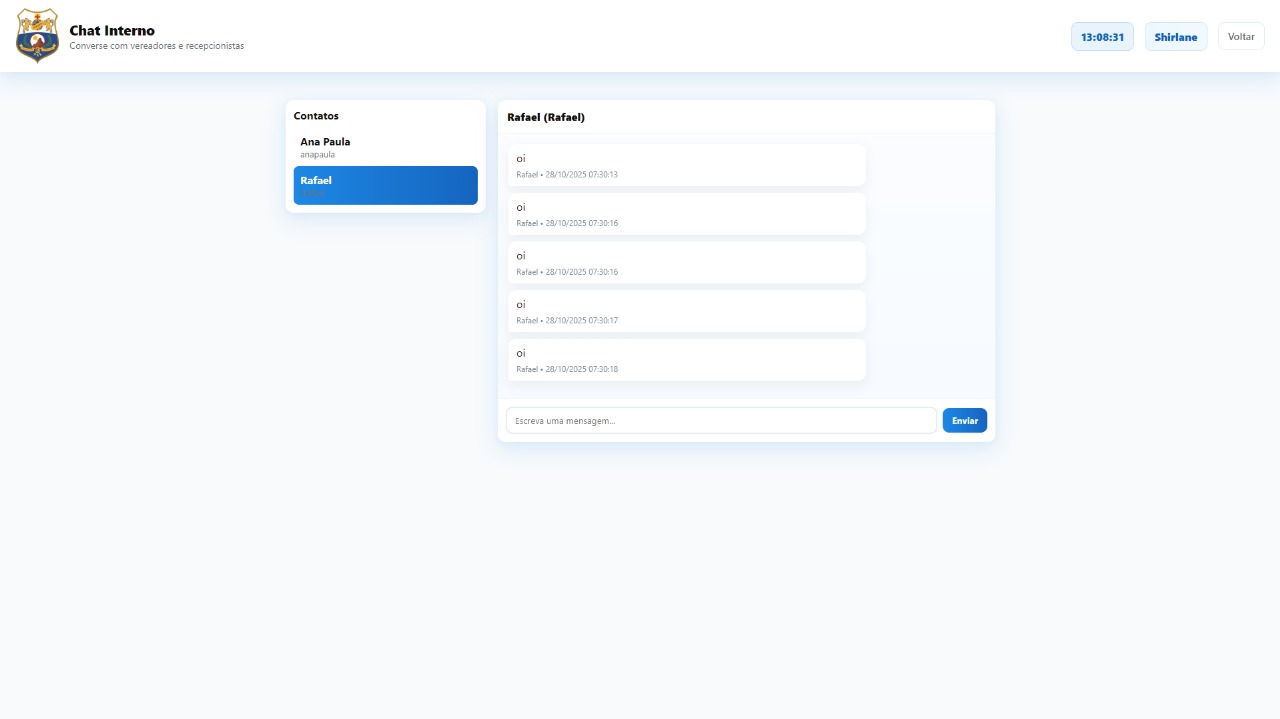 Chat Interno
Converse com vereadores e recepcionistas
13:08:31
Shirlane
Voltar
Contatos
Ana Paula
anapaula
Rafael
Rafael (Rafael)
oi
Rafael • 28/10/2025 07:30:13
oi
Rafael • 28/10/2025 07:30:16
oi
Rafael • 28/10/2025 07:30:16
oi
Rafael • 28/10/2025 07:30:17
oi
Rafael • 28/10/2025 07:30:18
Escreva uma mensagem...
Enviar